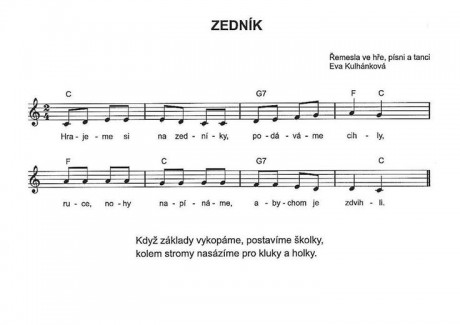 ZEDNÍK
Řemesla ve hře, písni a tanci
Eva Kulhánková
C C G7 F C
2
4
Hra - je - me si na zed - ní - ky, po - dá - vá - me cih - ly,
F C G7 C
ru - ce, no - hy na - pí - ná - me, a - by - chom je zdvih - li.
Když základy vykopáme, postavíme školky,
kolem stromy nasázíme pro kluky a holky.